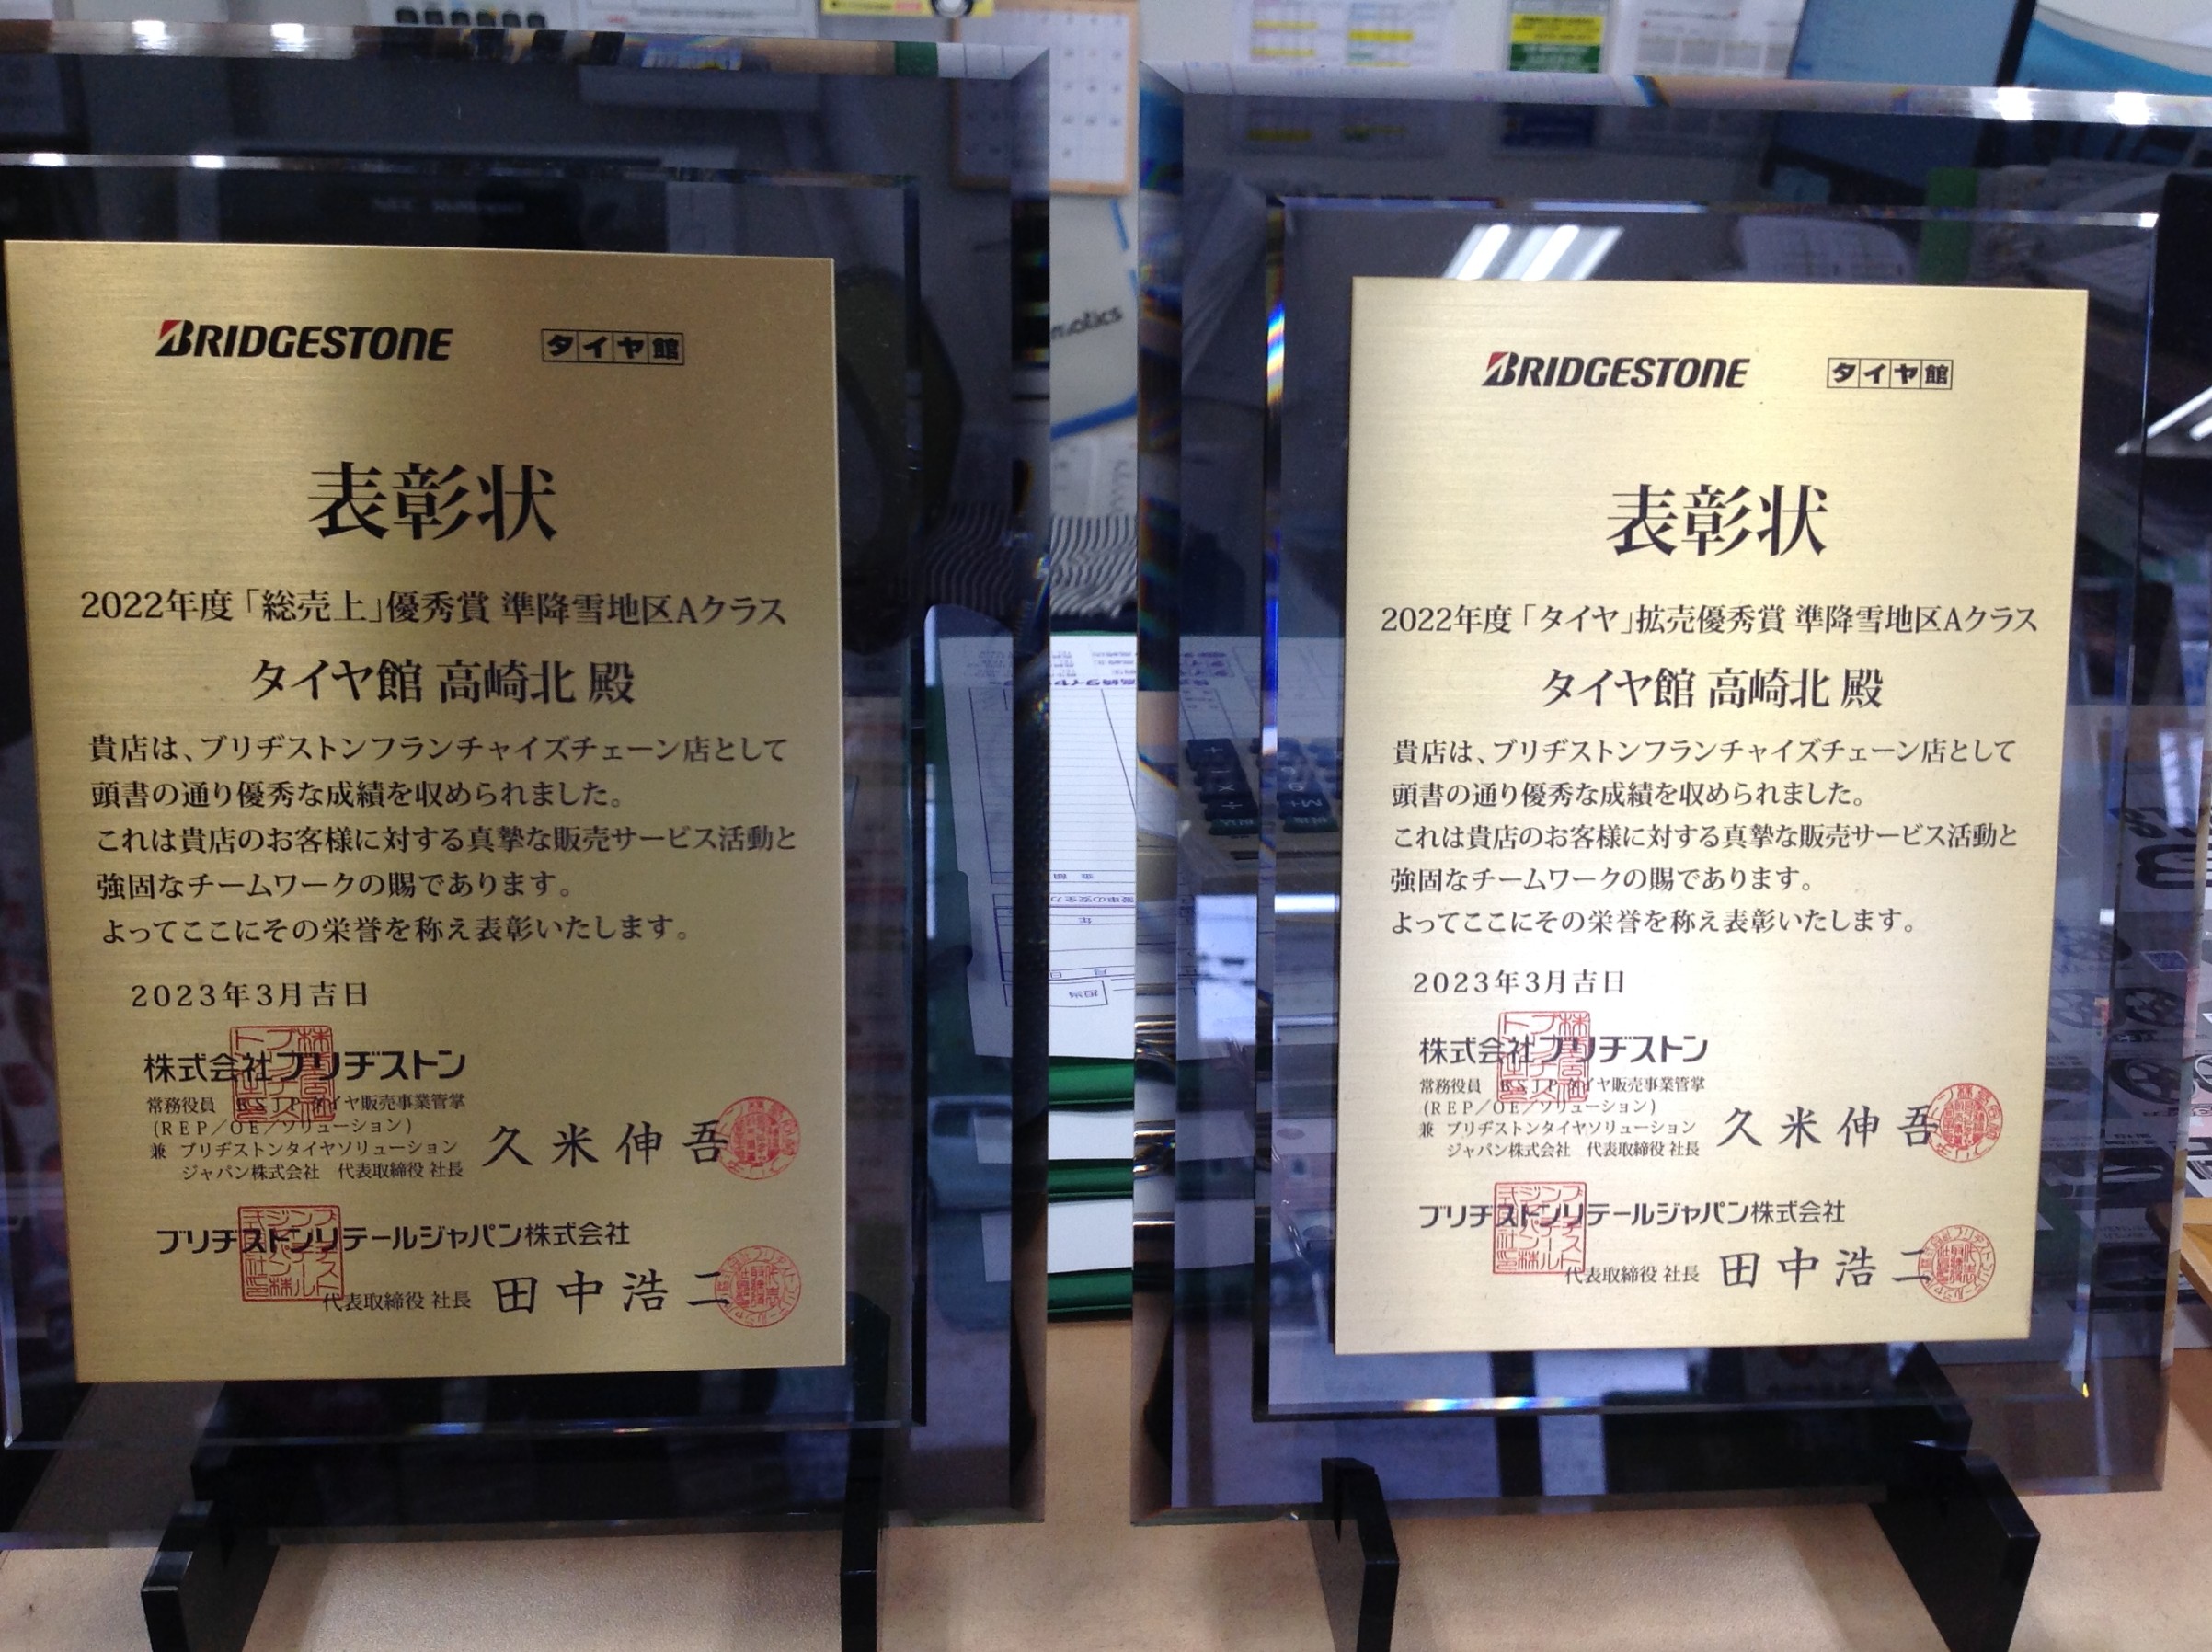 BRIDGESTONE タイヤ館
表彰状
2022年度「総売上」優秀賞 準降雪地区Aクラス
タイヤ館 高崎北 殿
貴店は、ブリヂストンフランチャイズチェーン店として
頭書の通り優秀な成績を収められました。
これは貴店のお客様に対する真摯な販売サービス活動と
強固なチームワークの賜であります。
よってここにその栄誉を称え表彰いたします。
2023年3月吉日
株式会社ブリヂストン
常務役員 BSJP タイヤ販売事業管掌
(REP/OE/ソリューション)
兼 ブリヂストンタイヤソリューション
ジャパン株式会社 代表取締役 社長
久米伸吾
ブリヂストンリテールジャパン株式会社
代表取締役 社長 田中浩二
BRIDGESTONE タイヤ館
表彰状
2022年度「タイヤ」拡売優秀賞 準降雪地区Aクラス
タイヤ館 高崎北 殿
貴店は、ブリヂストンフランチャイズチェーン店として
頭書の通り優秀な成績を収められました。
これは貴店のお客様に対する真摯な販売サービス活動と
強固なチームワークの賜であります。
よってここにその栄誉を称え表彰いたします。
2023年3月吉日
株式会社ブリヂストン
常務役員 BSJP タイヤ販売事業管掌
(REP/OE/ソリューション)
兼 ブリヂストンタイヤソリューション
ジャパン株式会社 代表取締役 社長
久米伸吾
ブリヂストンリテールジャパン株式会社
代表取締役 社長 田中浩二